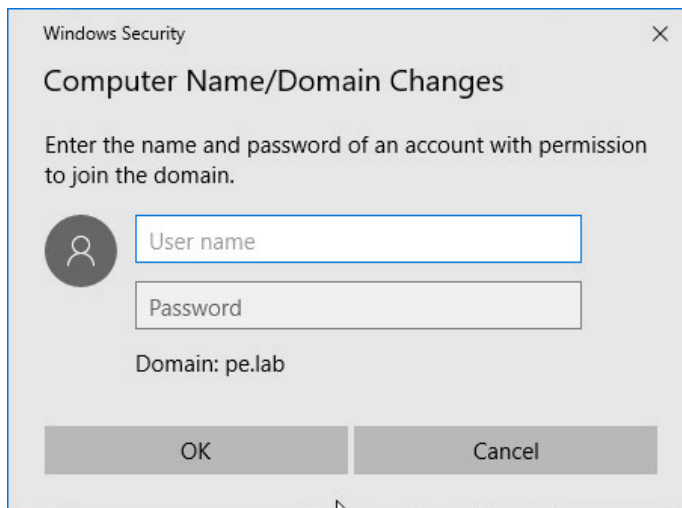 Windows Security
Computer Name/Domain Changes
Enter the name and password of an account with permission
to join the domain.
User name
Password
Domain: pe.lab
OK
Cancel